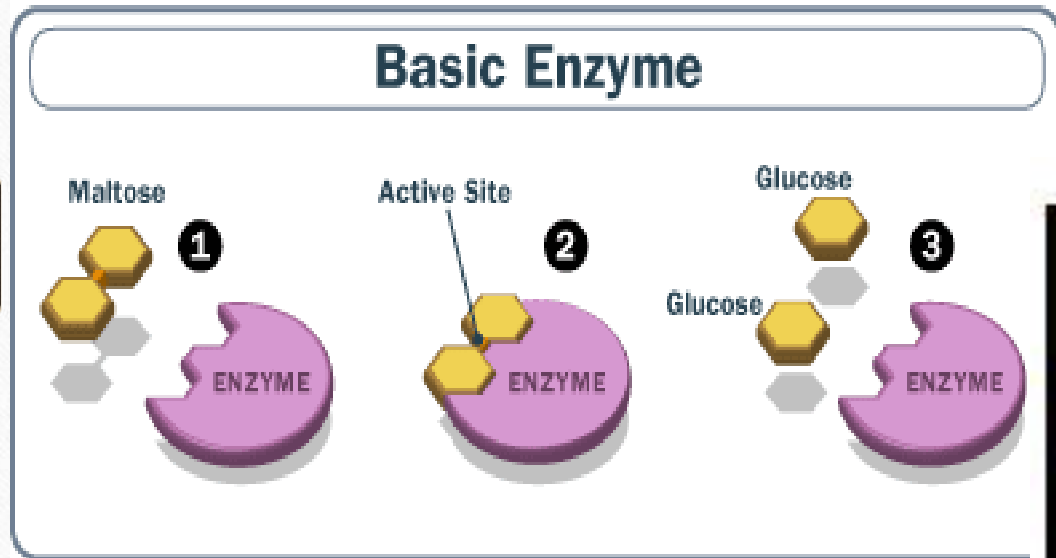 Basic Enzyme
Maltose
1
ENZYME
Active Site
2
ENZYME
Glucose
3
Glucose
ENZYME